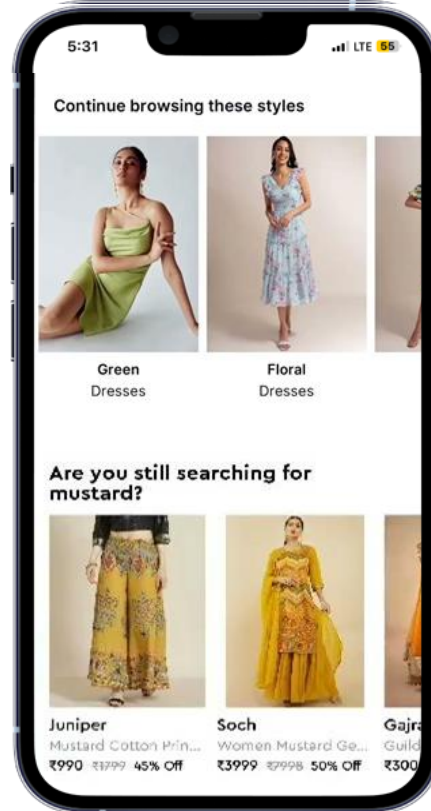 5:31
LTE 55
Continue browsing these styles
Green
Dresses
Floral
Dresses
Are you still searching for
mustard?
Juniper
Mustard Cotton Prin...
₹990 ₹1799 45% Off
Soch
Women Mustard Ge...
₹3999 ₹7998 50% Off
Gajra
Guild
₹300